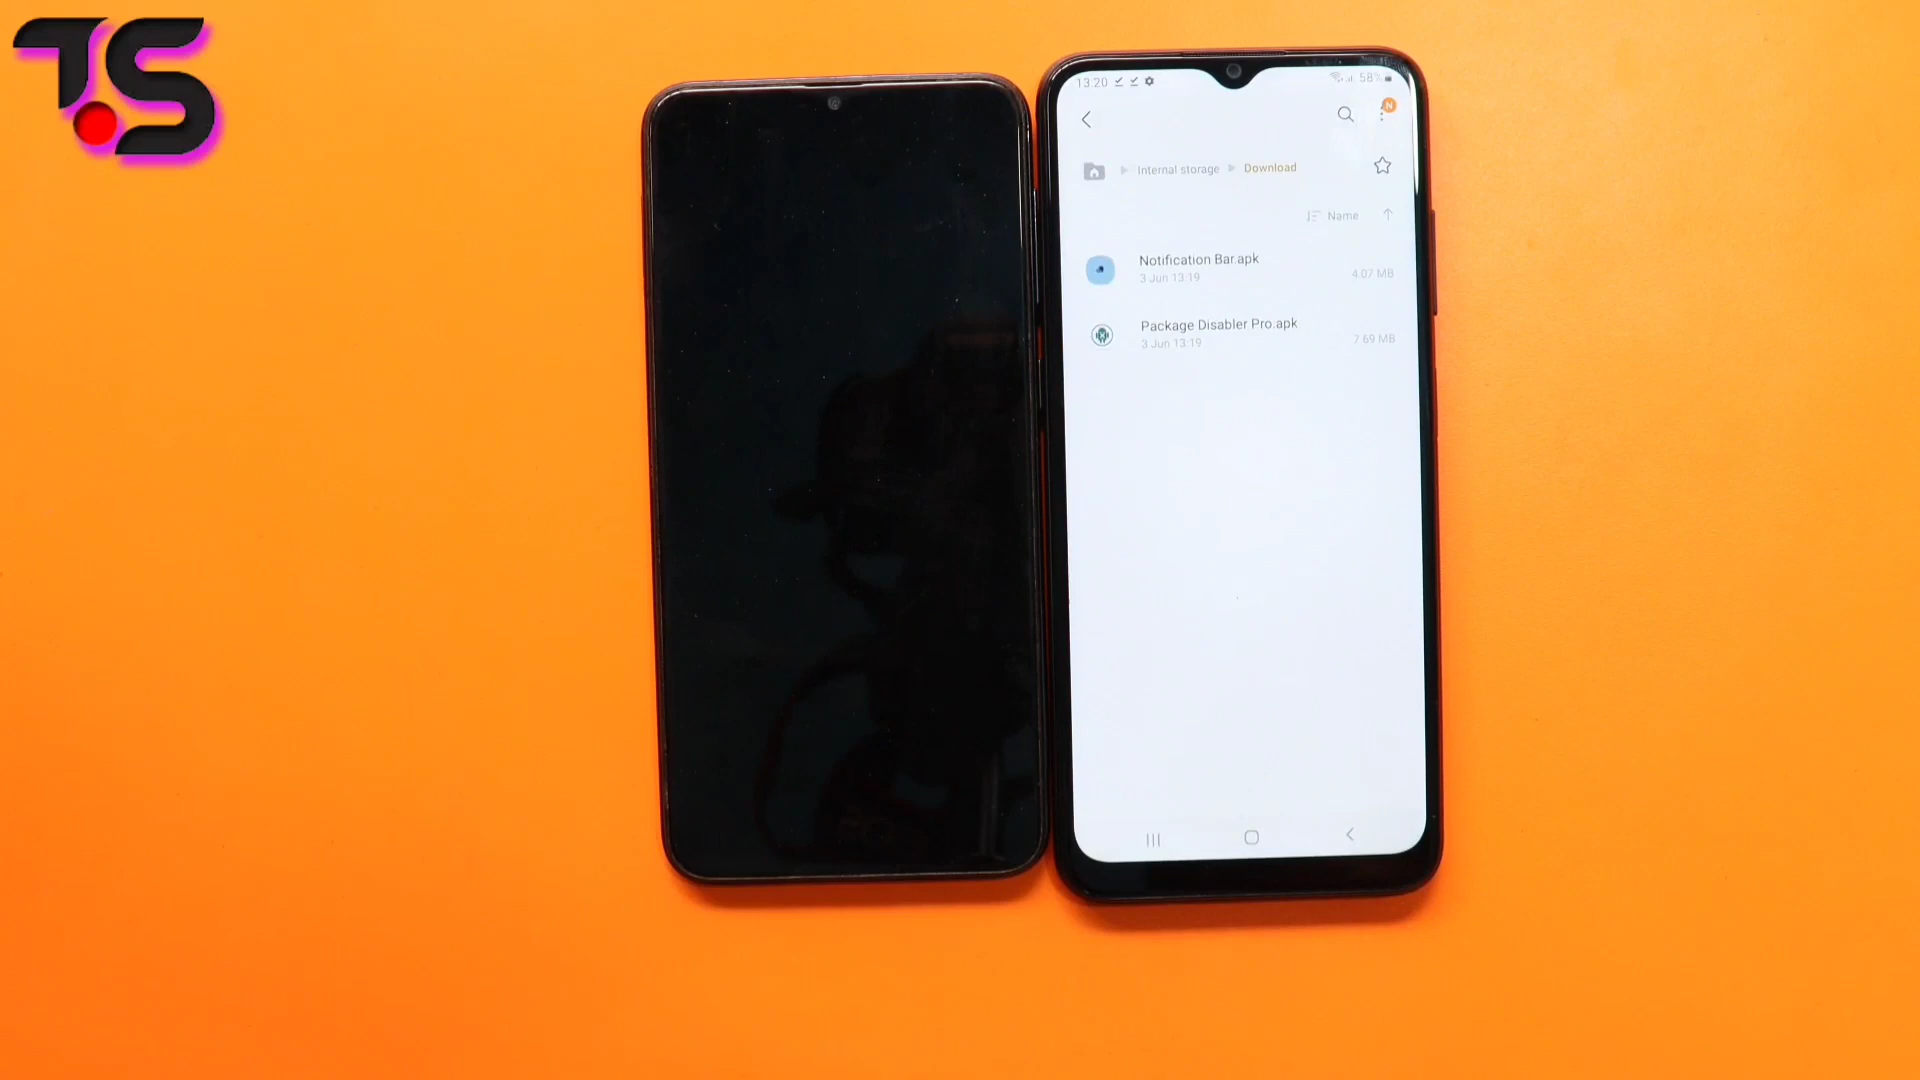 T.S
13:20
58%
N
Internal storage
Download
Name
Notification Bar.apk
3 Jun 13:19
4.07 MB
Package Disabler Pro.apk
3 Jun 13:19
7.69 MB